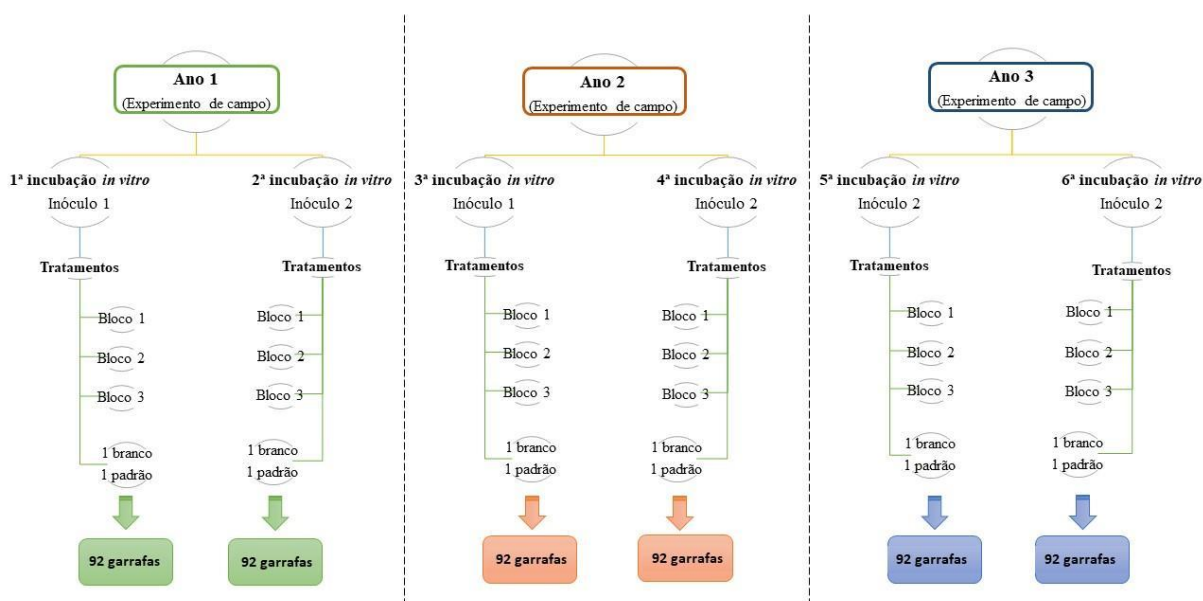 Ano 1
(Experimento de campo)
1ª incubação in vitro
Inóculo 1
2ª incubação in vitro
Inóculo 2
Tratamentos
Bloco 1
Bloco 2
Bloco 3
1 branco
1 padrão
92 garrafas
Tratamentos
Bloco 1
Bloco 2
Bloco 3
1 branco
1 padrão
92 garrafas
Ano 2
(Experimento de campo)
3ª incubação in vitro
Inóculo 1
4ª incubação in vitro
Inóculo 2
Tratamentos
Bloco 1
Bloco 2
Bloco 3
1 branco
1 padrão
92 garrafas
Tratamentos
Bloco 1
Bloco 2
Bloco 3
1 branco
1 padrão
92 garrafas
Ano 3
(Experimento de campo)
5ª incubação in vitro
Inóculo 2
6ª incubação in vitro
Inóculo 2
Tratamentos
Bloco 1
Bloco 2
Bloco 3
1 branco
1 padrão
92 garrafas
Tratamentos
Bloco 1
Bloco 2
Bloco 3
1 branco
1 padrão
92 garrafas